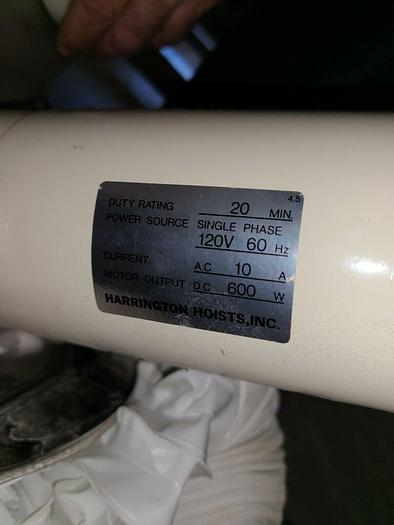 4.5
DUTY RATING 20 MIN.
POWER SOURCE SINGLE PHASE
120V 60 Hz
CURRENT A.C 10 A
MOTOR OUTPUT D.C 600 W
HARRINGTON HOISTS,INC.